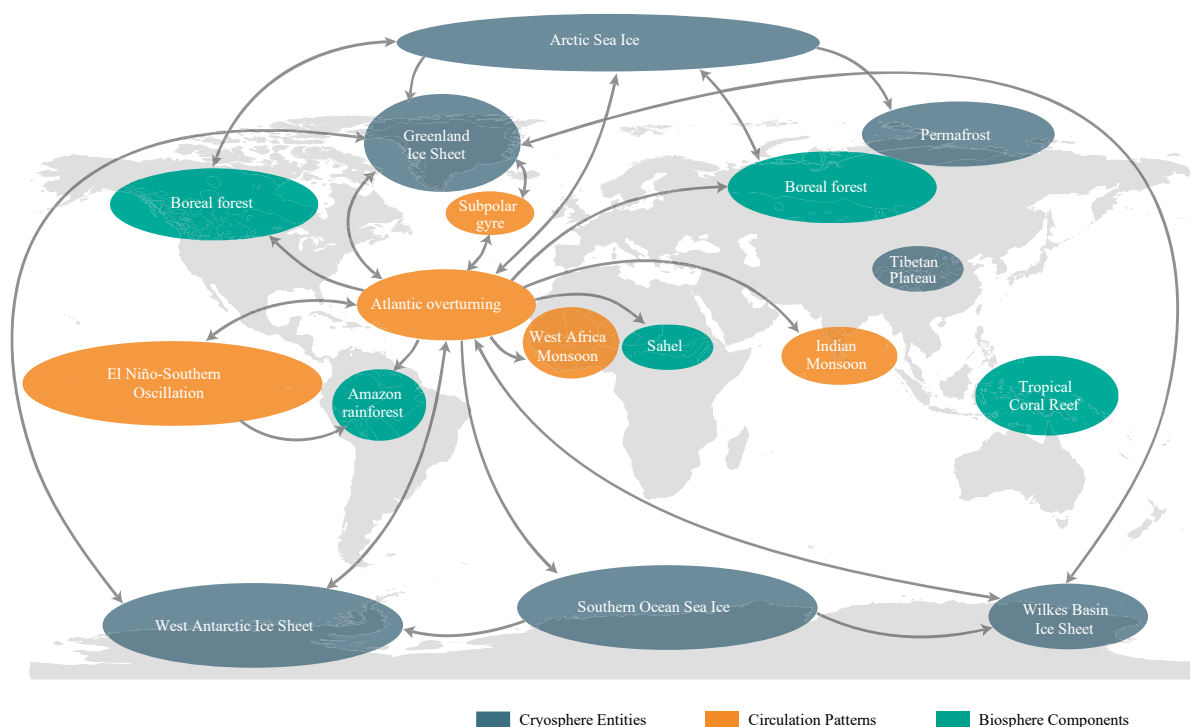 Arctic Sea Ice
Greenland
Ice Sheet
Permafrost
Boreal forest
Subpolar
gyre
Boreal forest
Tibetan
Plateau
Atlantic overturning
West Africa
Monsoon
Sahel
Indian
Monsoon
El Niño-Southern
Oscillation
Amazon
rainforest
Tropical
Coral Reef
West Antarctic Ice Sheet
Southern Ocean Sea Ice
Wilkes Basin
Ice Sheet
Cryosphere Entities
Circulation Patterns
Biosphere Components